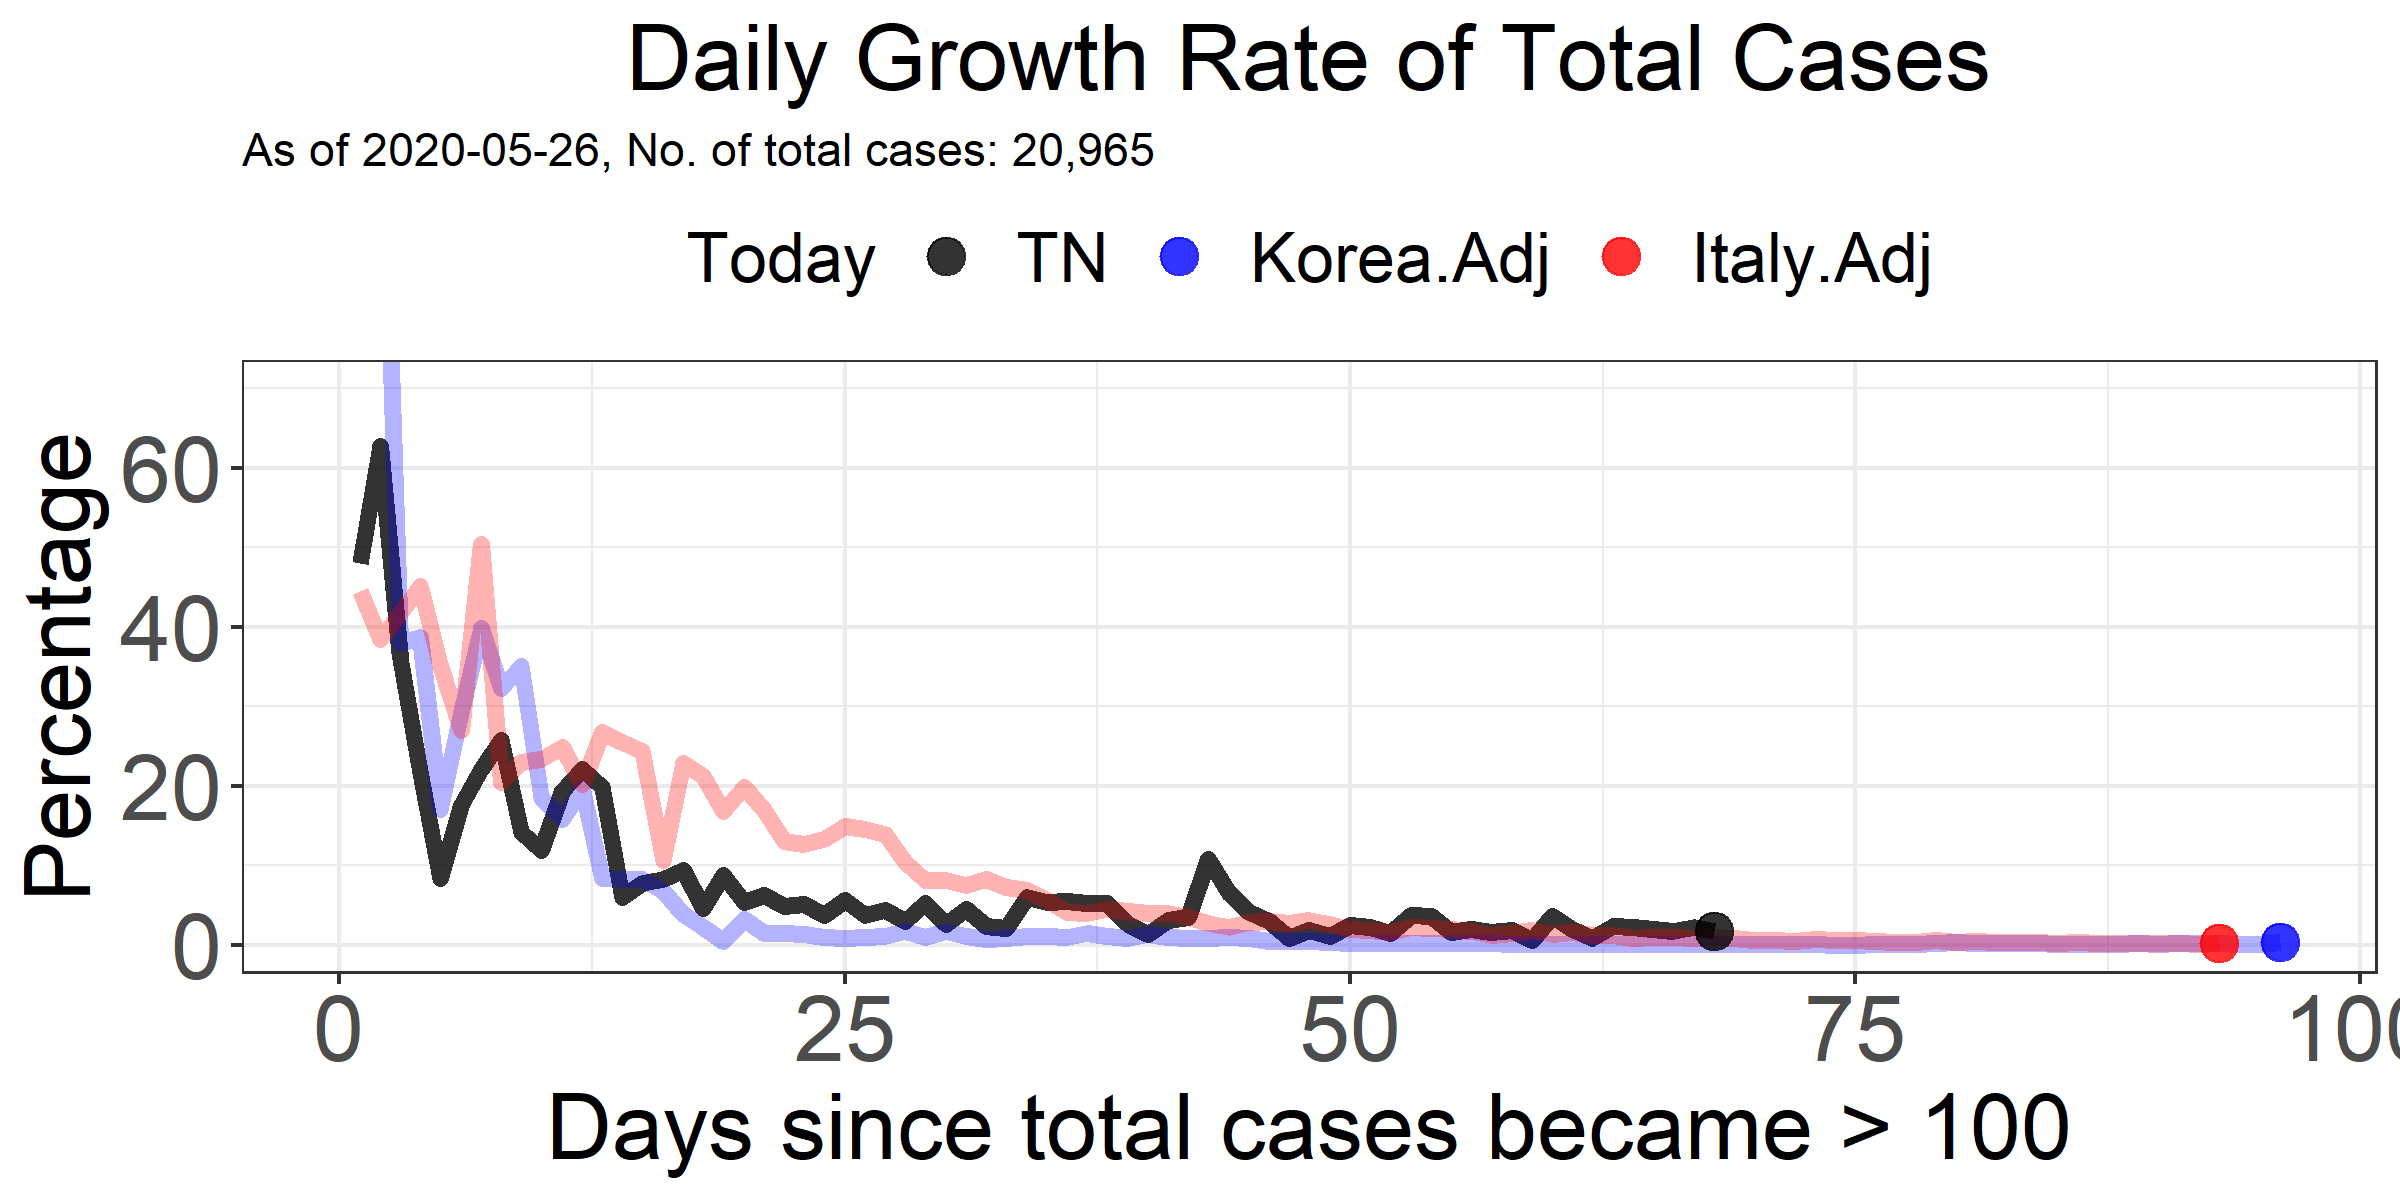 Daily Growth Rate of Total Cases
As of 2020-05-26, No. of total cases: 20,965
Today TN Korea.Adj Italy.Adj
Percentage
60
40
20
0
0 25 50 75 100
Days since total cases became > 100